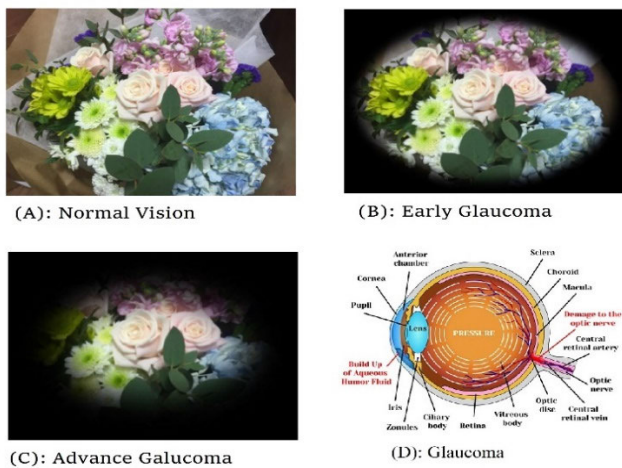 (A): Normal Vision
(B): Early Glaucoma
Anterior
chamber
Cornea
Pupil
Lens
PRESSURE
Build Up
of Aqueous
Humor Fluid
Iris
Zonules
Ciliary
body
Retina
Vitreous
body
Optic
disc
Central
retinal vein
Optic
nerve
Central
retinal artery
Demage to the
optic nerve
Macula
Choroid
Sclera
(C): Advance Galucoma
(D): Glaucoma